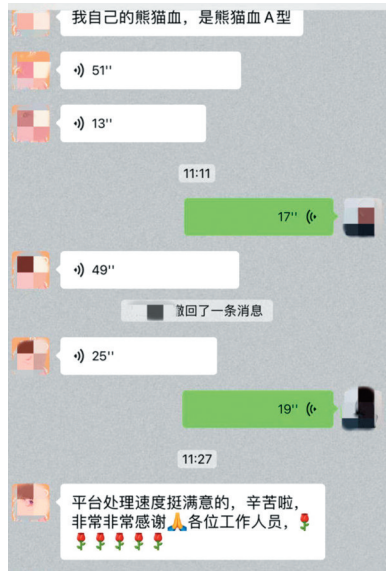 我自己的熊猫血，是熊猫血A型
51''
13''
11:11
17''
49''
撤回了一条消息
25''
19''
11:27
平台处理速度挺满意的，辛苦啦，
非常非常感谢🙏各位工作人员，🌹
🌹🌹🌹🌹🌹